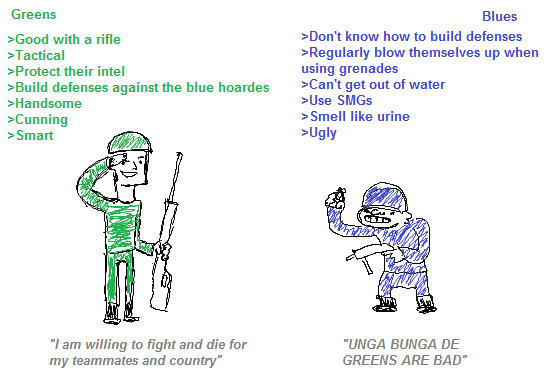 Greens
>Good with a rifle
>Tactical
>Protect their intel
>Build defenses against the blue hoardes
>Handsome
>Cunning
>Smart
"I am willing to fight and die for
my teammates and country"
Blues
>Don't know how to build defenses
>Regularly blow themselves up when
using grenades
>Can't get out of water
>Use SMGs
>Smell like urine
>Ugly
"UNGA BUNGA DE
GREENS ARE BAD"